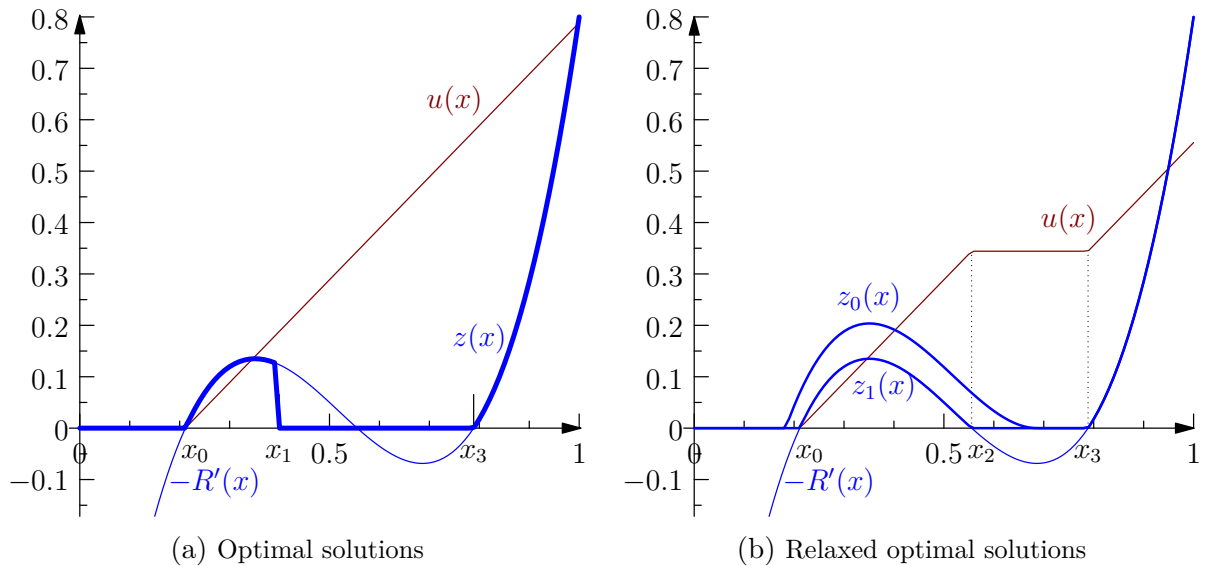 0.8
0.7
0.6
0.5
0.4
0.3
0.2
0.1
0
−0.1
0
x₀
x₁
0.5
x₃
1
u(x)
z(x)
−R′(x)
(a) Optimal solutions
0.8
0.7
0.6
0.5
0.4
0.3
0.2
0.1
0
−0.1
0
x₀
0.5
x₂
x₃
1
u(x)
z₀(x)
z₁(x)
−R′(x)
(b) Relaxed optimal solutions